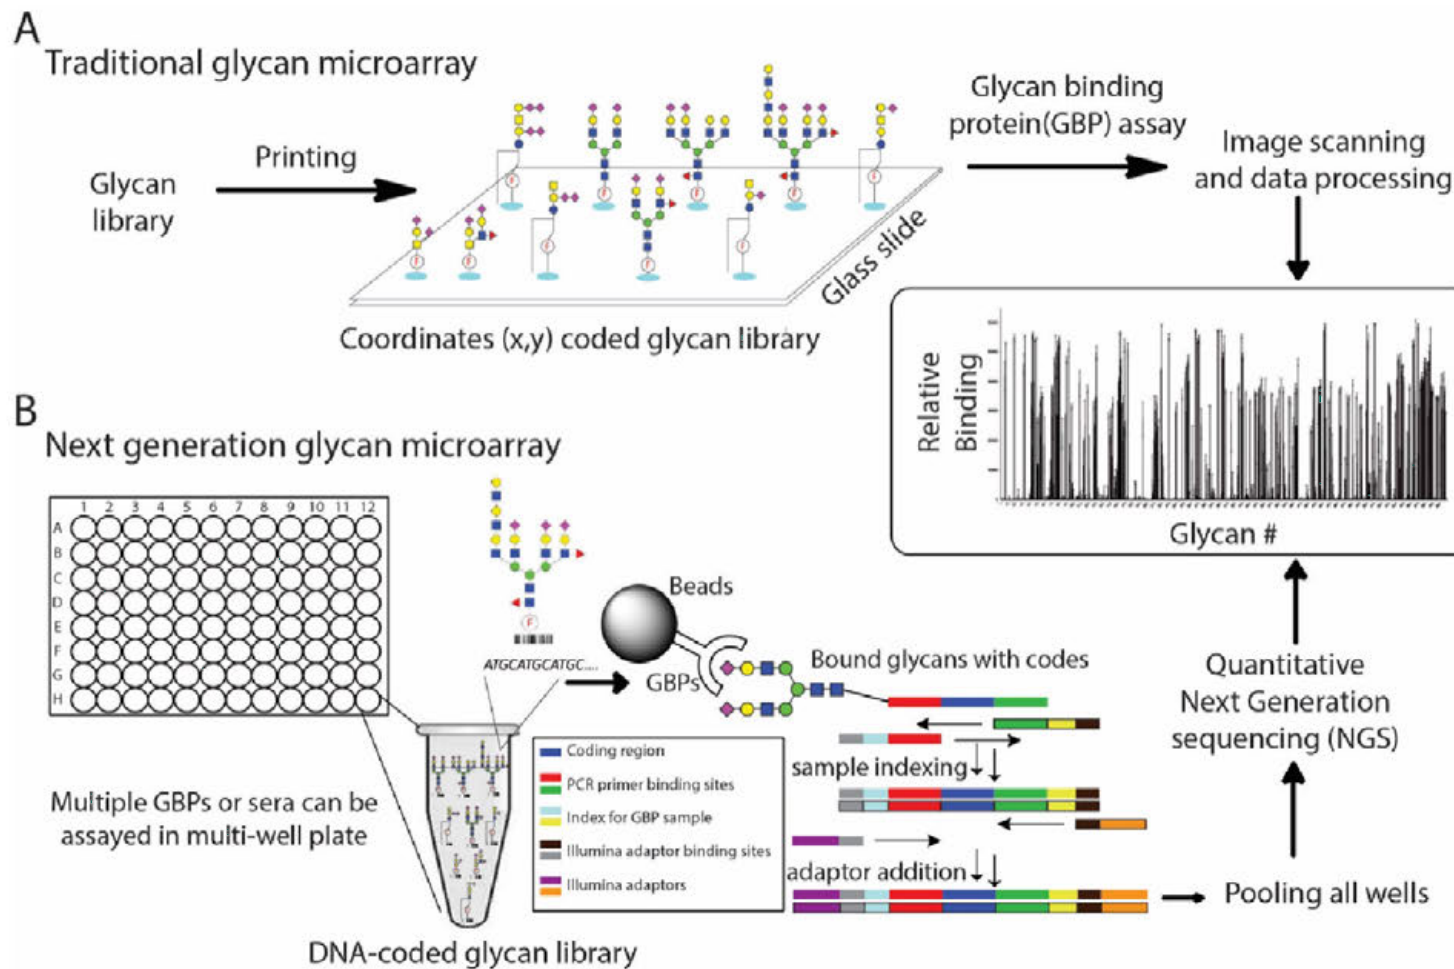 A
Traditional glycan microarray
Glycan
library
Printing
F
F
F
F
F
F
F
F
F
F
Glass slide
Coordinates (x,y) coded glycan library
Glycan binding
protein(GBP) assay
Image scanning
and data processing
Relative
Binding
Glycan #
B
Next generation glycan microarray
1 2 3 4 5 6 7 8 9 10 11 12
A
B
C
D
E
F
G
H
Multiple GBPs or sera can be
assayed in multi-well plate
F
ATGCATGCATGC....
DNA-coded glycan library
Beads
GBPs
Bound glycans with codes
Coding region
PCR primer binding sites
Index for GBP sample
Illumina adaptor binding sites
Illumina adaptors
sample indexing
adaptor addition
Pooling all wells
Quantitative
Next Generation
sequencing (NGS)